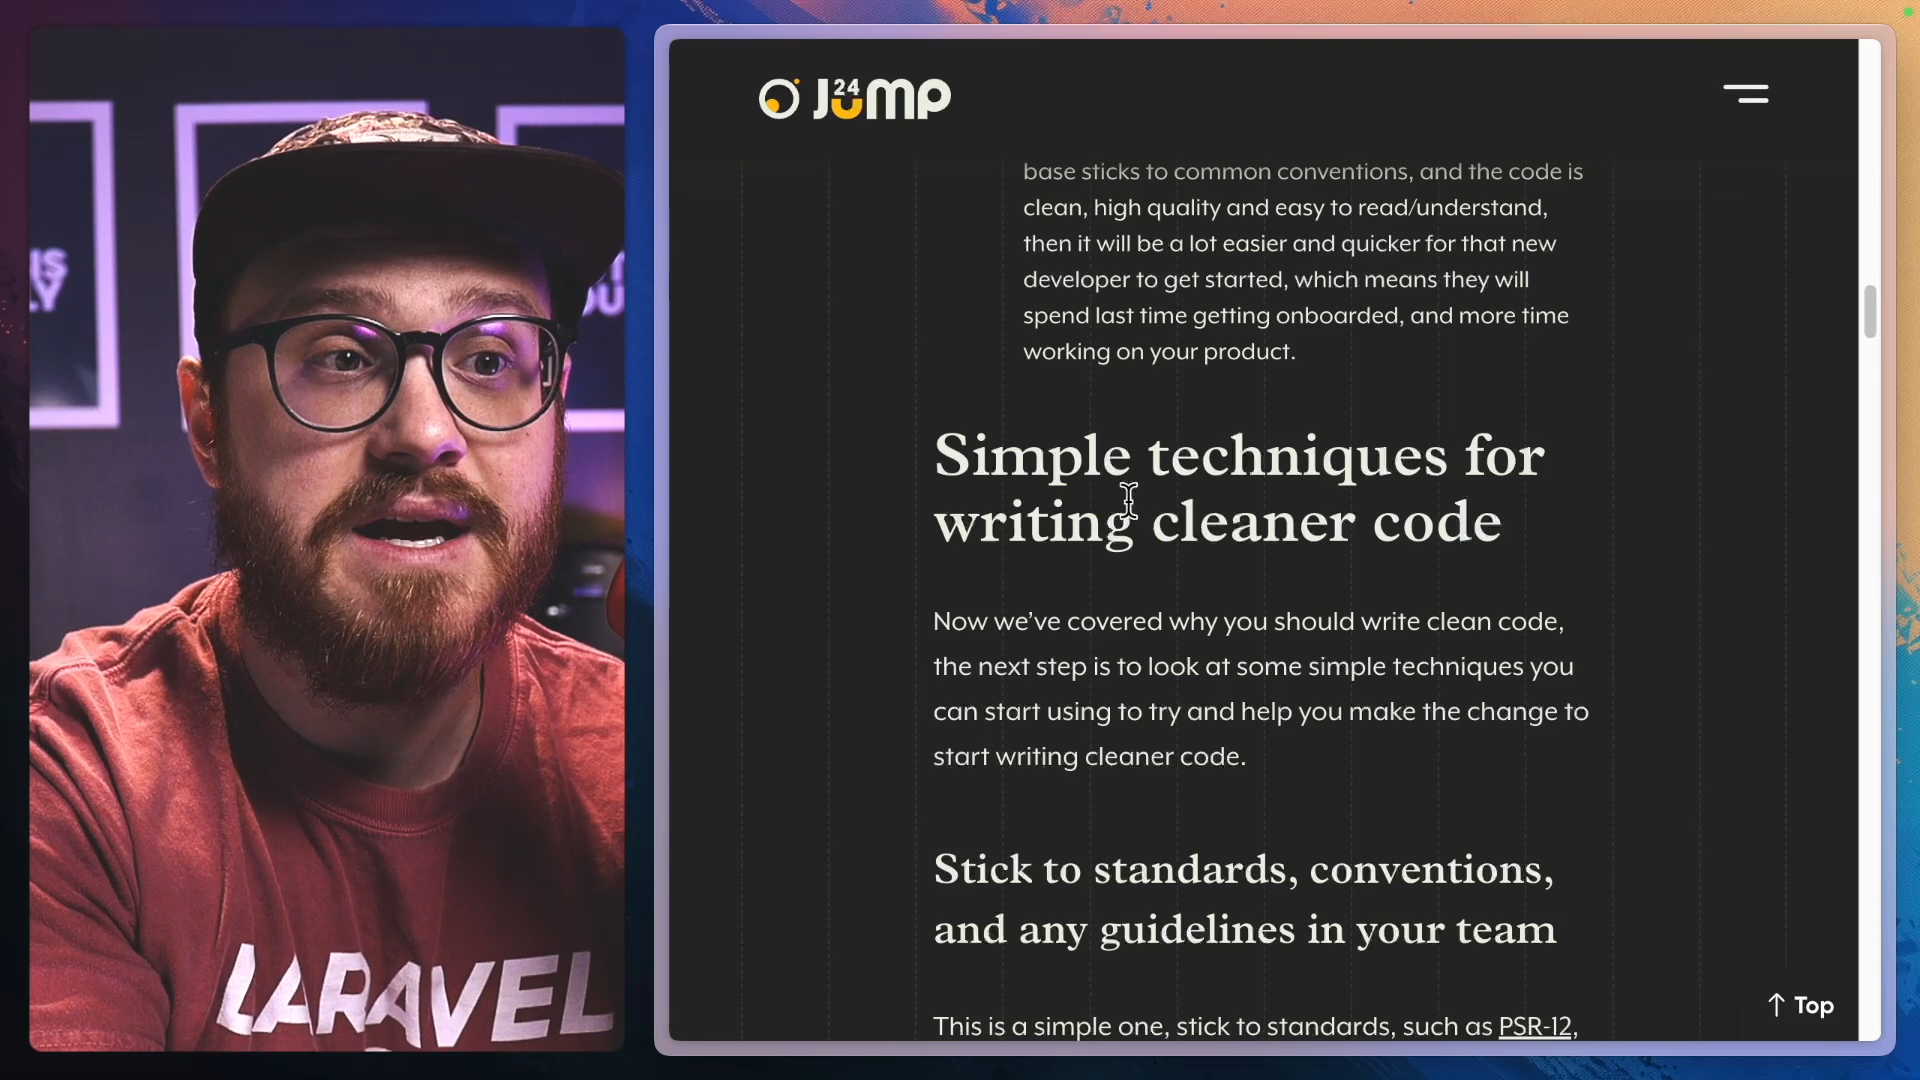 LARAVEL
JUMP
24
base sticks to common conventions, and the code is
clean, high quality and easy to read/understand,
then it will be a lot easier and quicker for that new
developer to get started, which means they will
spend last time getting onboarded, and more time
working on your product.
Simple techniques for
writing cleaner code
Now we’ve covered why you should write clean code,
the next step is to look at some simple techniques you
can start using to try and help you make the change to
start writing cleaner code.
Stick to standards, conventions,
and any guidelines in your team
This is a simple one, stick to standards, such as PSR-12,
↑ Top